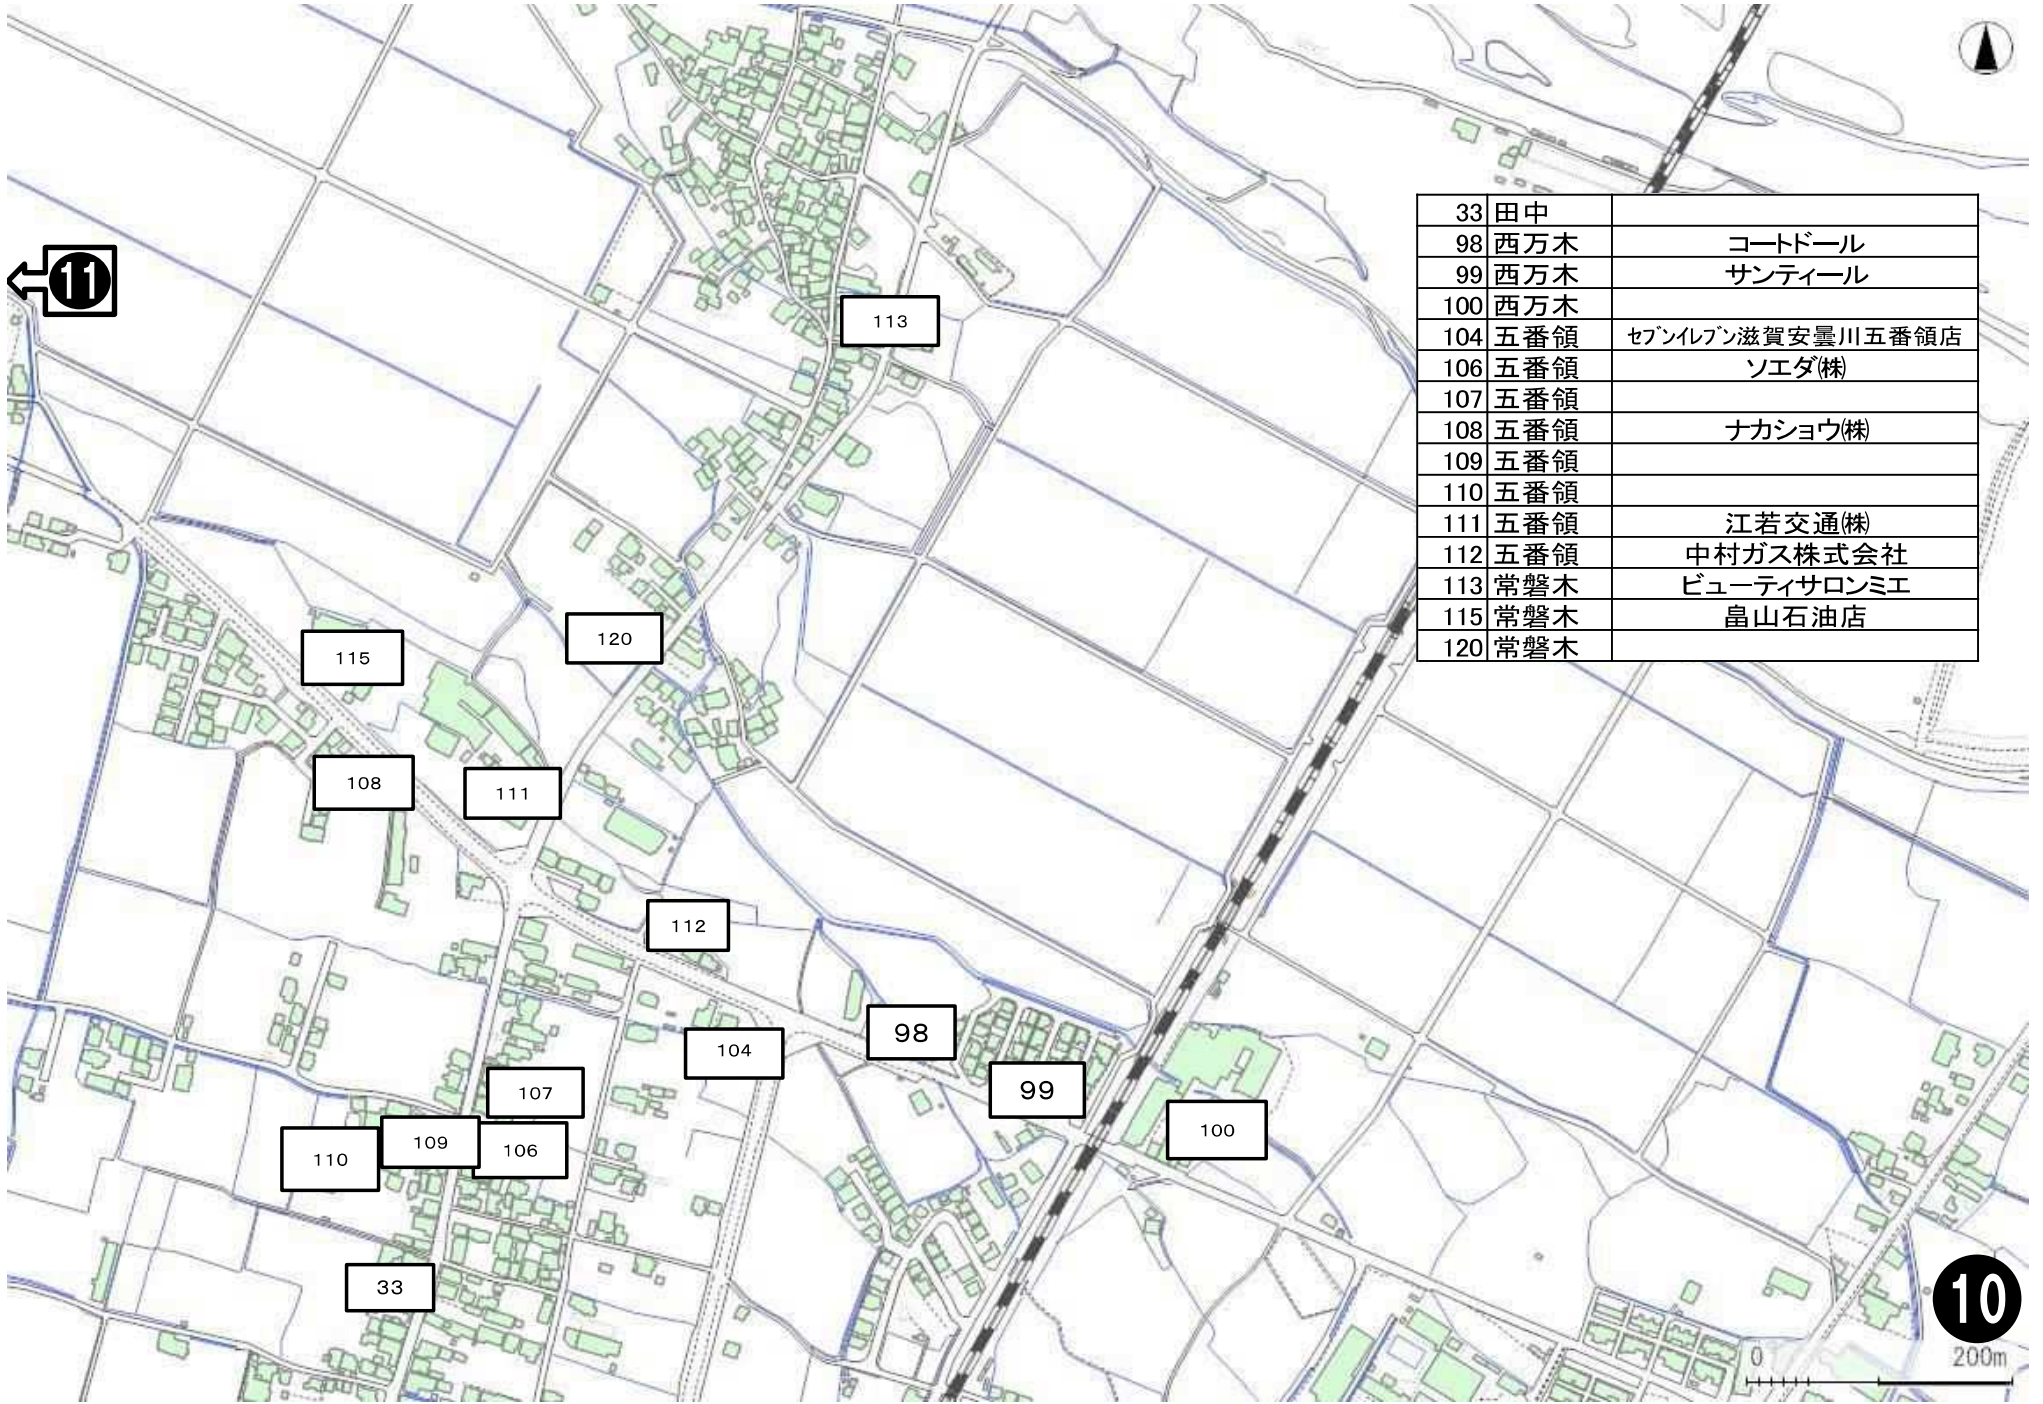 33 田中
98 西万木 コートドール
99 西万木 サンティール
100 西万木
104 五番領 ｾﾌﾞﾝｲﾚﾌﾞﾝ滋賀安曇川五番領店
106 五番領 ソエダ㈱
107 五番領
108 五番領 ナカショウ㈱
109 五番領
110 五番領
111 五番領 江若交通㈱
112 五番領 中村ガス株式会社
113 常磐木 ビューティサロンミエ
115 常磐木 畠山石油店
120 常磐木
11
113
120
115
108
111
112
98
104
99
107
100
109
106
110
33
10
0 200m